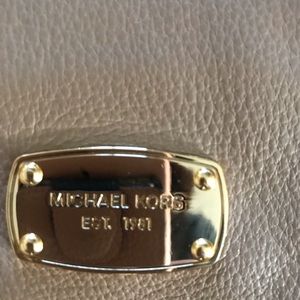 MICHAEL KORS
EST. 1981